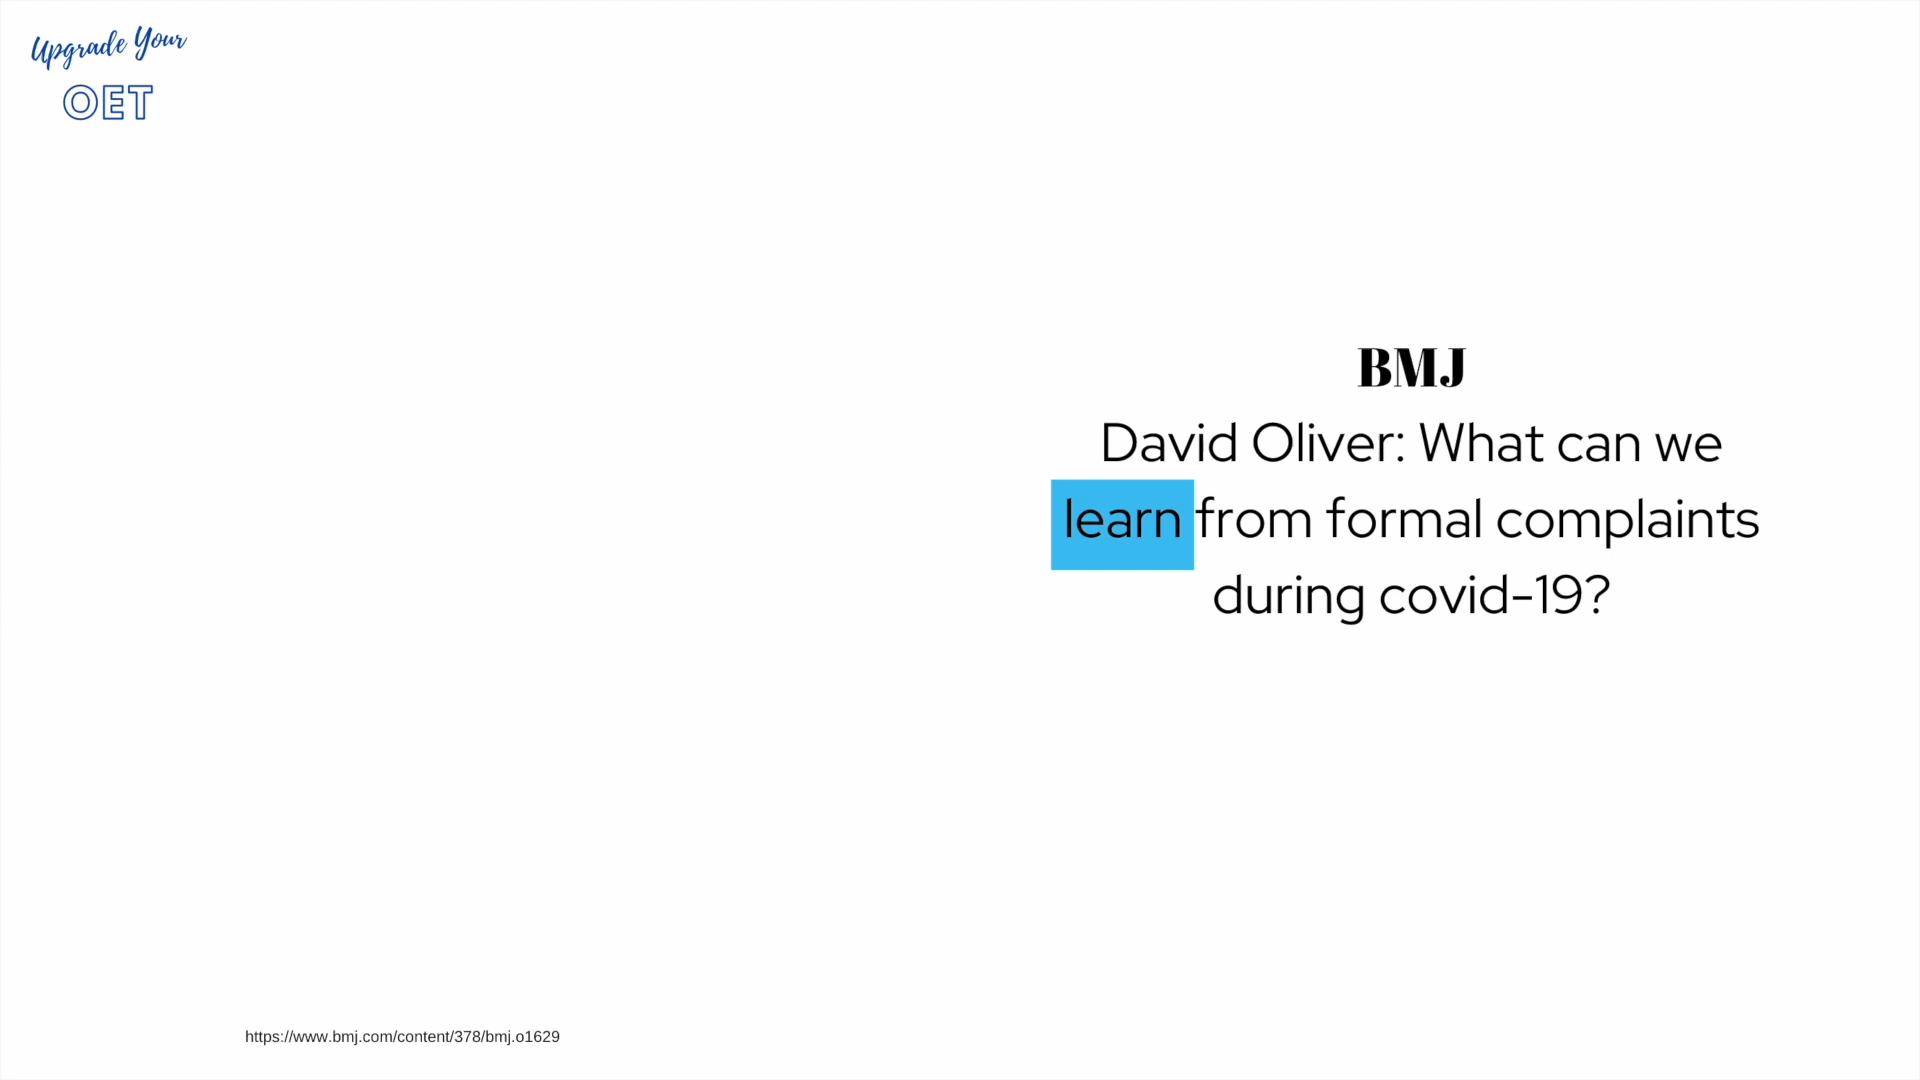 Upgrade Your
OET
BMJ
David Oliver: What can we
learn from formal complaints
during covid-19?
https://www.bmj.com/content/378/bmj.o1629